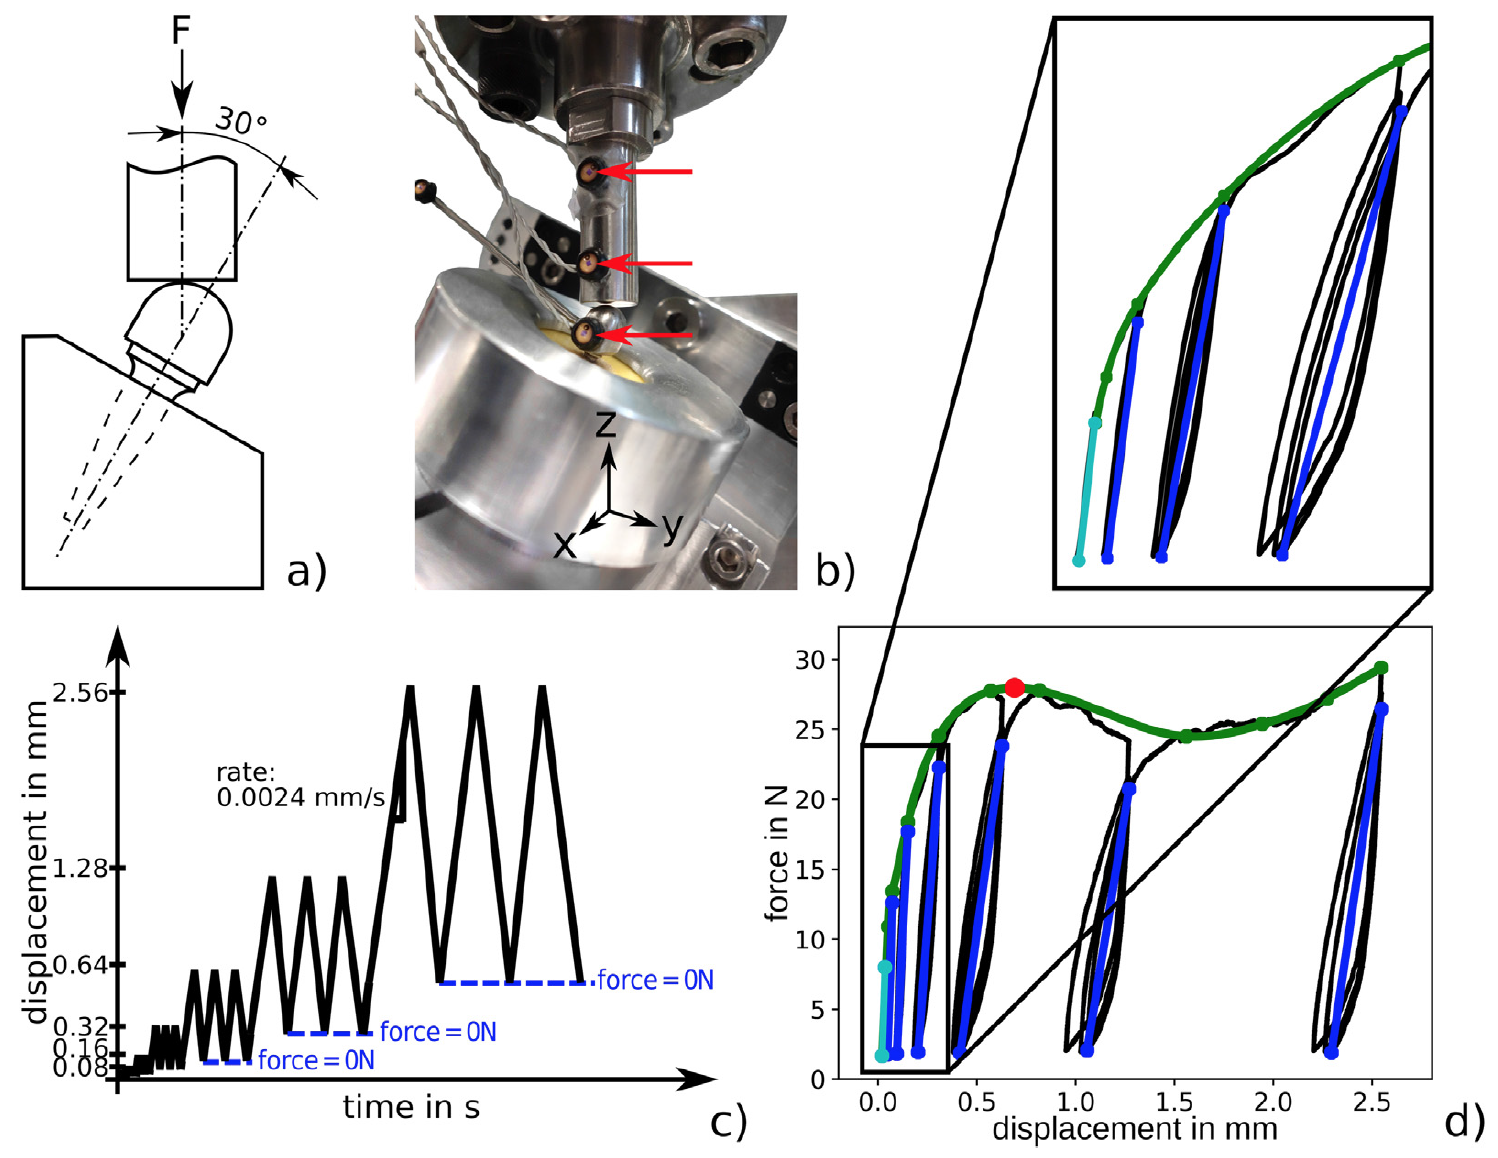 F
30°
a)
z
x
y
b)
displacement in mm
2.56
1.28
0.64
0.32
0.16
0.08
rate:
0.0024 mm/s
force = 0N
force = 0N
force = 0N
time in s
c)
force in N
30
25
20
15
10
5
0
0.0 0.5 1.0 1.5 2.0 2.5
displacement in mm
d)